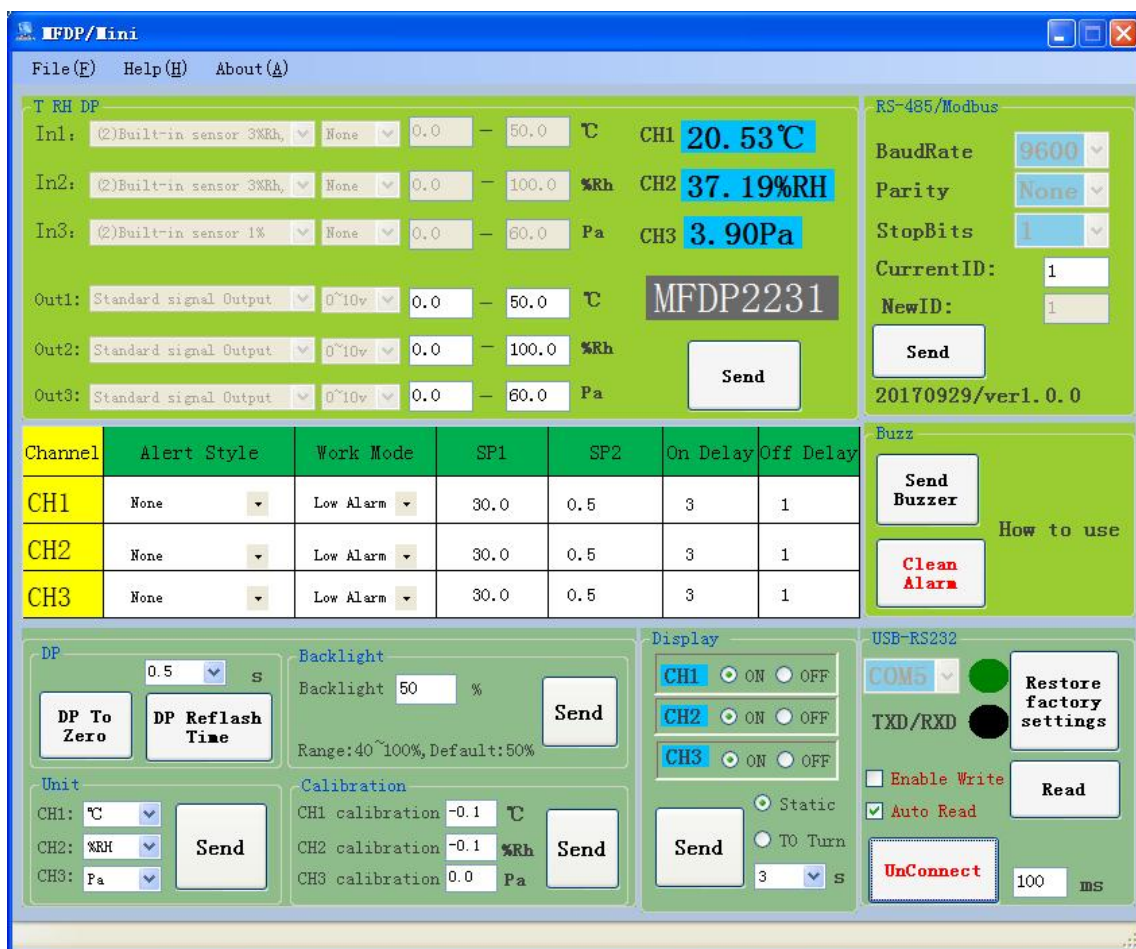 MFDP/Mini
File(F) Help(H) About(A)
T RH DP
In1: (2)Built-in sensor 3%Rh, None 0.0 — 50.0 ℃ CH1 20.53℃
In2: (2)Built-in sensor 3%Rh, None 0.0 — 100.0 %Rh CH2 37.19%RH
In3: (2)Built-in sensor 1% None 0.0 — 60.0 Pa CH3 3.90Pa
Out1: Standard signal Output 0~10v 0.0 — 50.0 ℃ MFDP2231
Out2: Standard signal Output 0~10v 0.0 — 100.0 %Rh
Out3: Standard signal Output 0~10v 0.0 — 60.0 Pa
Send
RS-485/Modbus
BaudRate 9600
Parity None
StopBits 1
CurrentID: 1
NewID: 1
Send
20170929/ver1.0.0
Channel Alert Style Work Mode SP1 SP2 On Delay Off Delay
CH1 None Low Alarm 30.0 0.5 3 1
CH2 None Low Alarm 30.0 0.5 3 1
CH3 None Low Alarm 30.0 0.5 3 1
Buzz
Send
Buzzer
How to use
Clean
Alarm
DP
0.5 s
DP To
Zero
DP Reflash
Time
Backlight
Backlight 50 %
Send
Range:40~100%,Default:50%
Unit
CH1: ℃
CH2: %RH
CH3: Pa
Send
Calibration
CH1 calibration -0.1 ℃
CH2 calibration -0.1 %Rh
CH3 calibration 0.0 Pa
Send
Display
CH1 ON OFF
CH2 ON OFF
CH3 ON OFF
Send
Static
TO Turn
3 s
USB-RS232
COM5
TXD/RXD
Restore
factory
settings
Enable Write
Auto Read
Read
UnConnect
100 ms